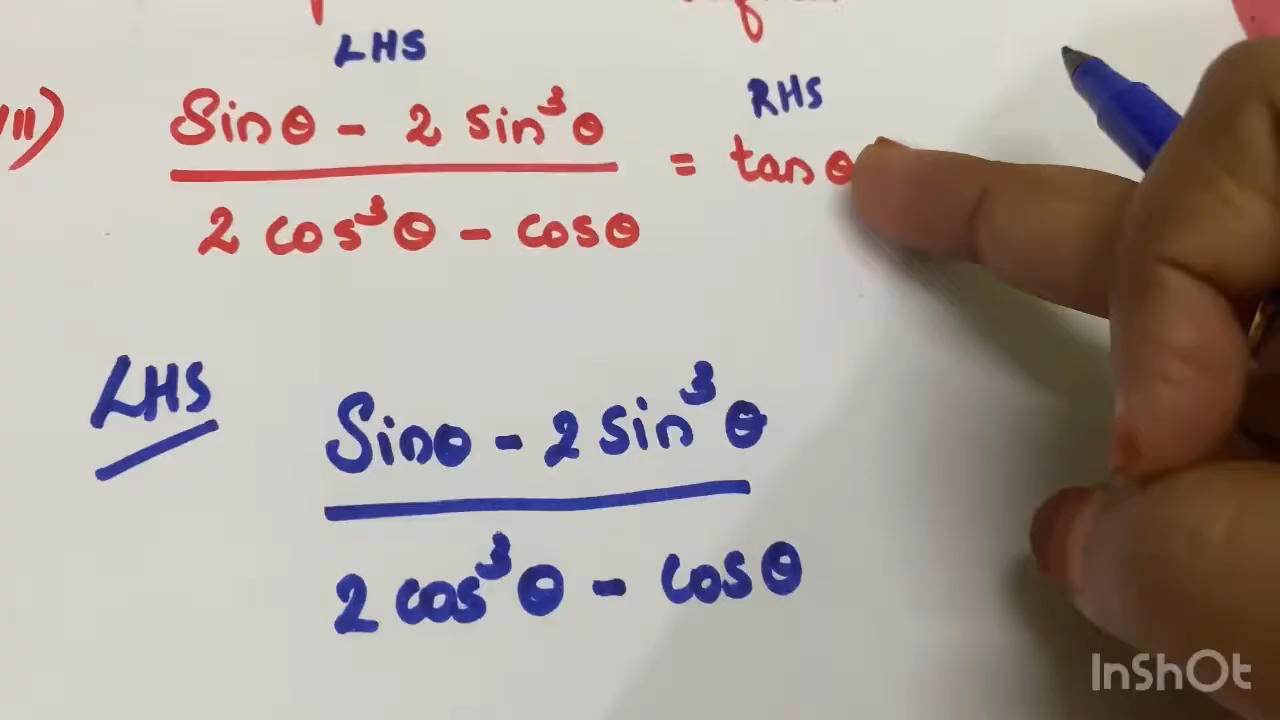 LHS
RHS
VII) Sinθ - 2 sin³θ
= tanθ
2 cos³θ - cosθ
LHS
Sinθ - 2 sin³θ
2 cos³θ - cosθ
InShOt